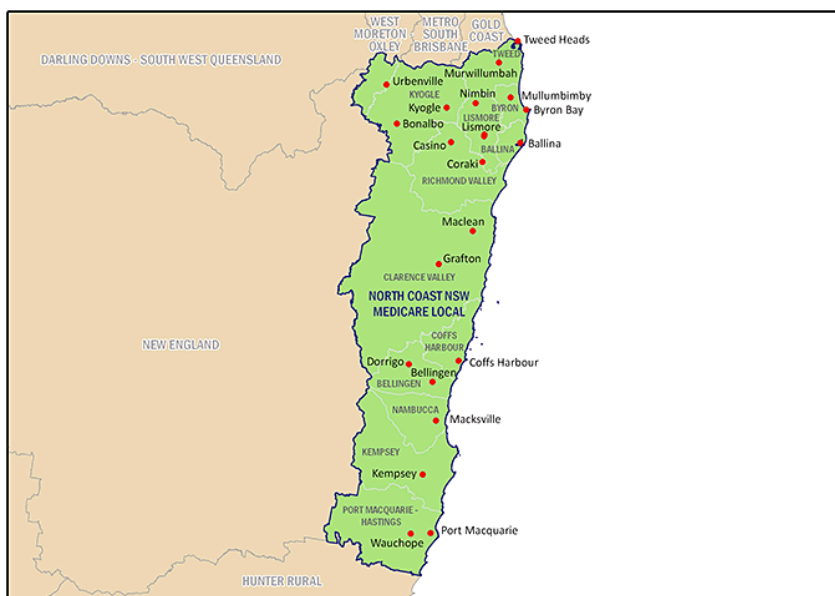 WEST
MORETON -
OXLEY
METRO
SOUTH
BRISBANE
GOLD
COAST
Tweed Heads
DARLING DOWNS - SOUTH WEST QUEENSLAND
TWEED
Murwillumbah
Urbenville
KYOGLE
Nimbin
Mullumbimby
Kyogle
BYRON
Byron Bay
LISMORE
Bonalbo
Lismore
Casino
BALLINA
Ballina
Coraki
RICHMOND VALLEY
Maclean
Grafton
CLARENCE VALLEY
NORTH COAST NSW
MEDICARE LOCAL
COFFS
HARBOUR
NEW ENGLAND
Dorrigo
Coffs Harbour
Bellingen
BELLINGEN
NAMBUCCA
Macksville
KEMPSEY
Kempsey
PORT MACQUARIE -
HASTINGS
Port Macquarie
Wauchope
HUNTER RURAL